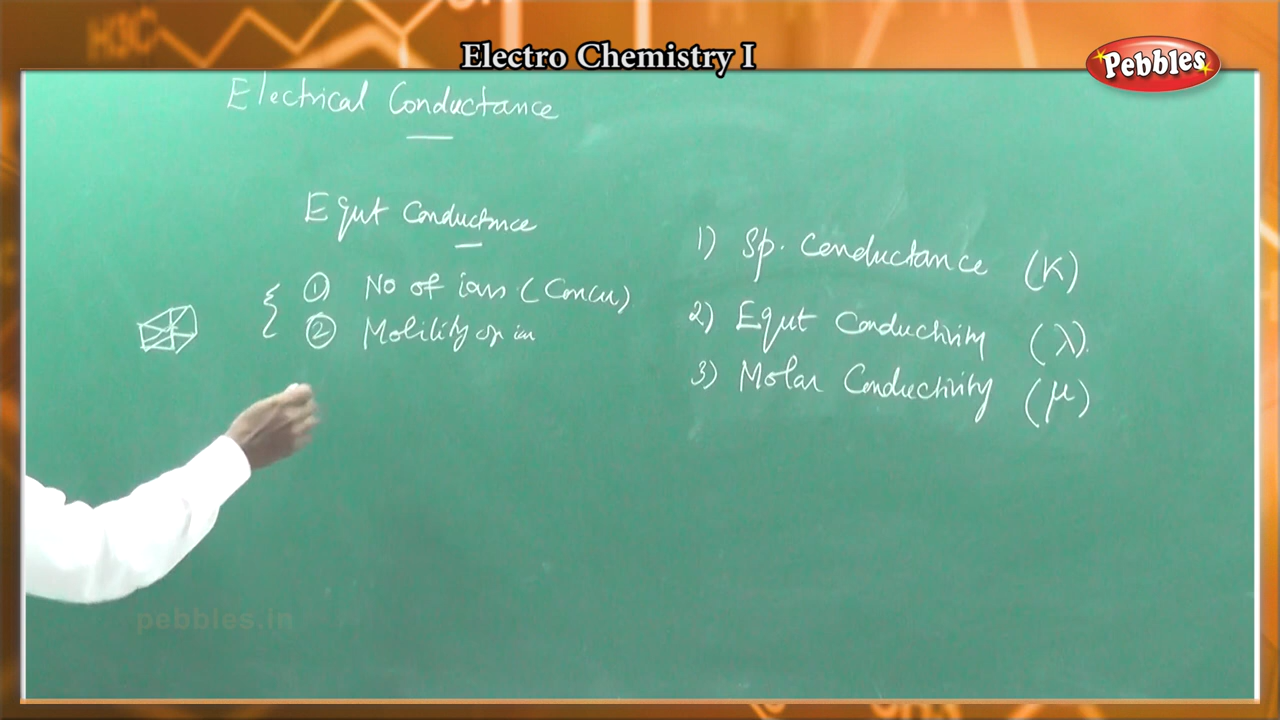 H3C
Electro Chemistry I
Pebbles
Electrical Conductance
Equt Conductance
1) No of ions (Concn)
2) Mobility of ion
1) Sp. Conductance (K)
2) Equt Conductivity (λ).
3) Molar Conductivity (μ)
pebbles.in